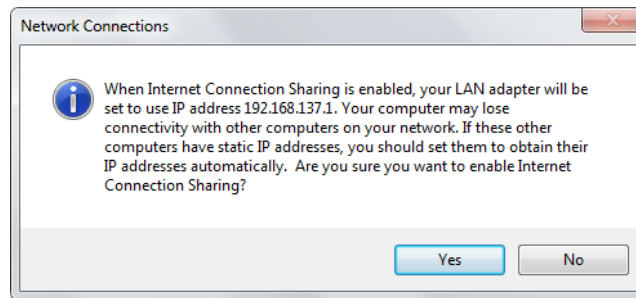 Network Connections
When Internet Connection Sharing is enabled, your LAN adapter will be
set to use IP address 192.168.137.1. Your computer may lose
connectivity with other computers on your network. If these other
computers have static IP addresses, you should set them to obtain their
IP addresses automatically.  Are you sure you want to enable Internet
Connection Sharing?
Yes
No